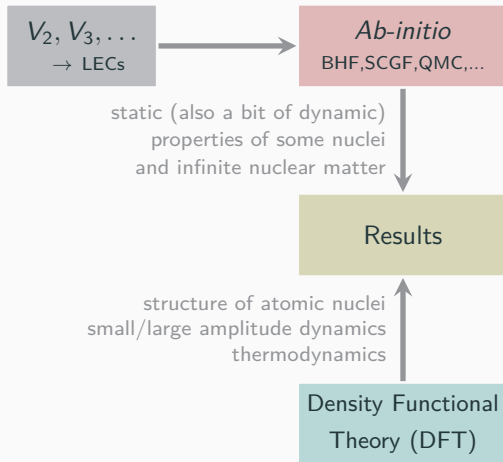 V₂, V₃, . . .
→ LECs
Ab-initio
BHF,SCGF,QMC,...
static (also a bit of dynamic)
properties of some nuclei
and infinite nuclear matter
Results
structure of atomic nuclei
small/large amplitude dynamics
thermodynamics
Density Functional
Theory (DFT)